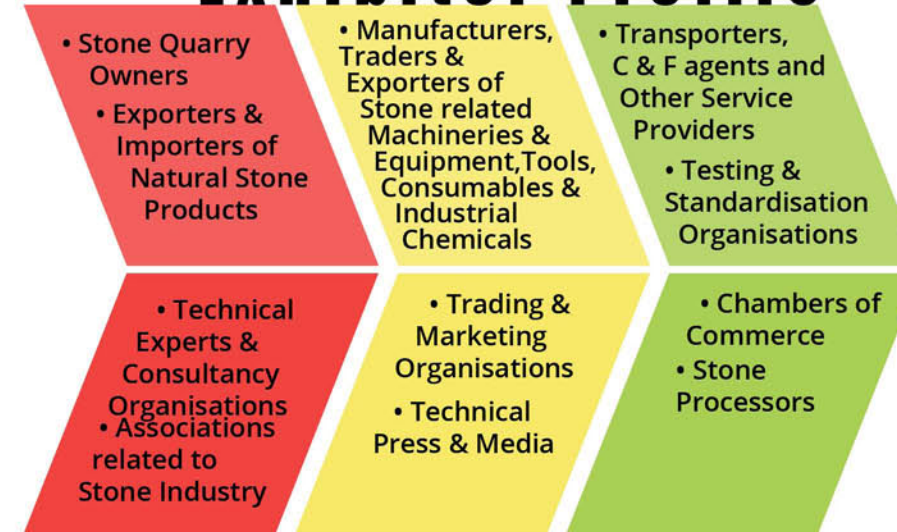 Exhibitor Profile
• Stone Quarry
Owners
• Exporters &
Importers of
Natural Stone
Products
• Manufacturers,
Traders &
Exporters of
Stone related
Machineries &
Equipment,Tools,
Consumables &
Industrial
Chemicals
• Transporters,
C & F agents and
Other Service
Providers
• Testing &
Standardisation
Organisations
• Technical
Experts &
Consultancy
Organisations
• Associations
related to
Stone Industry
• Trading &
Marketing
Organisations
• Technical
Press & Media
• Chambers of
Commerce
• Stone
Processors